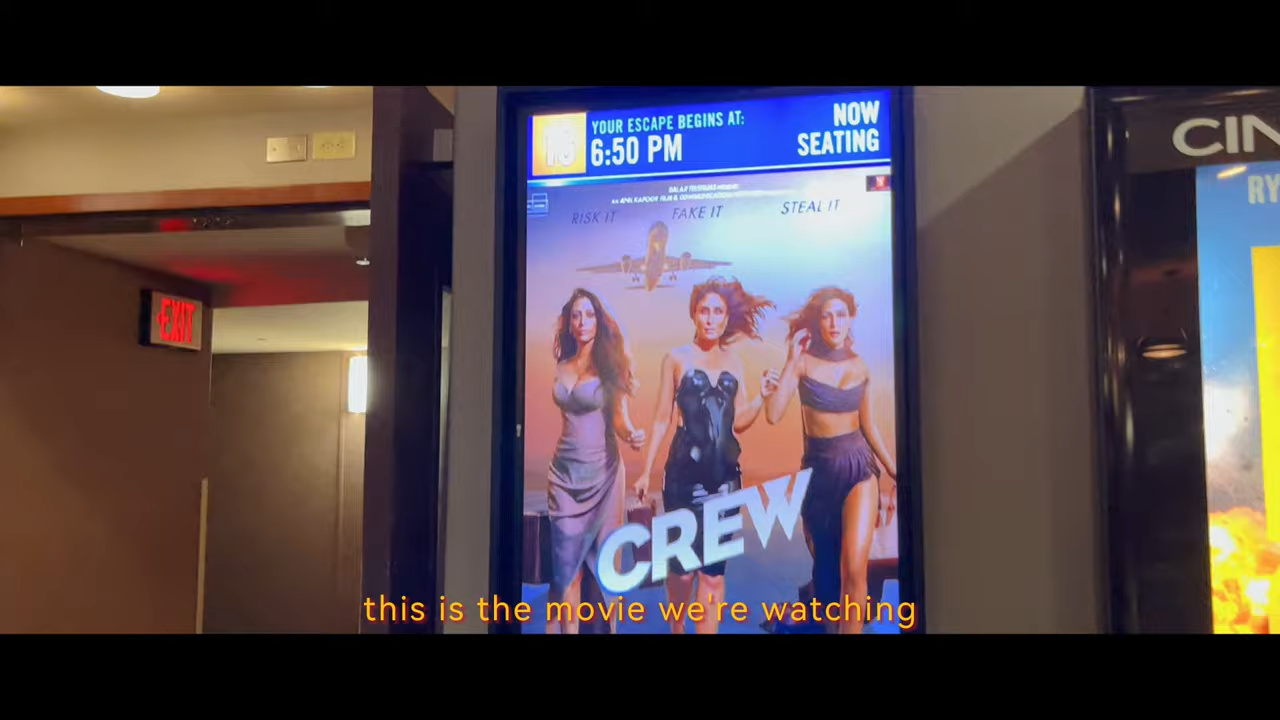 YOUR ESCAPE BEGINS AT:
6:50 PM
NOW
SEATING
RISK IT
FAKE IT
STEAL IT
CREW
EXIT
CIN
RY
this is the movie we're watching